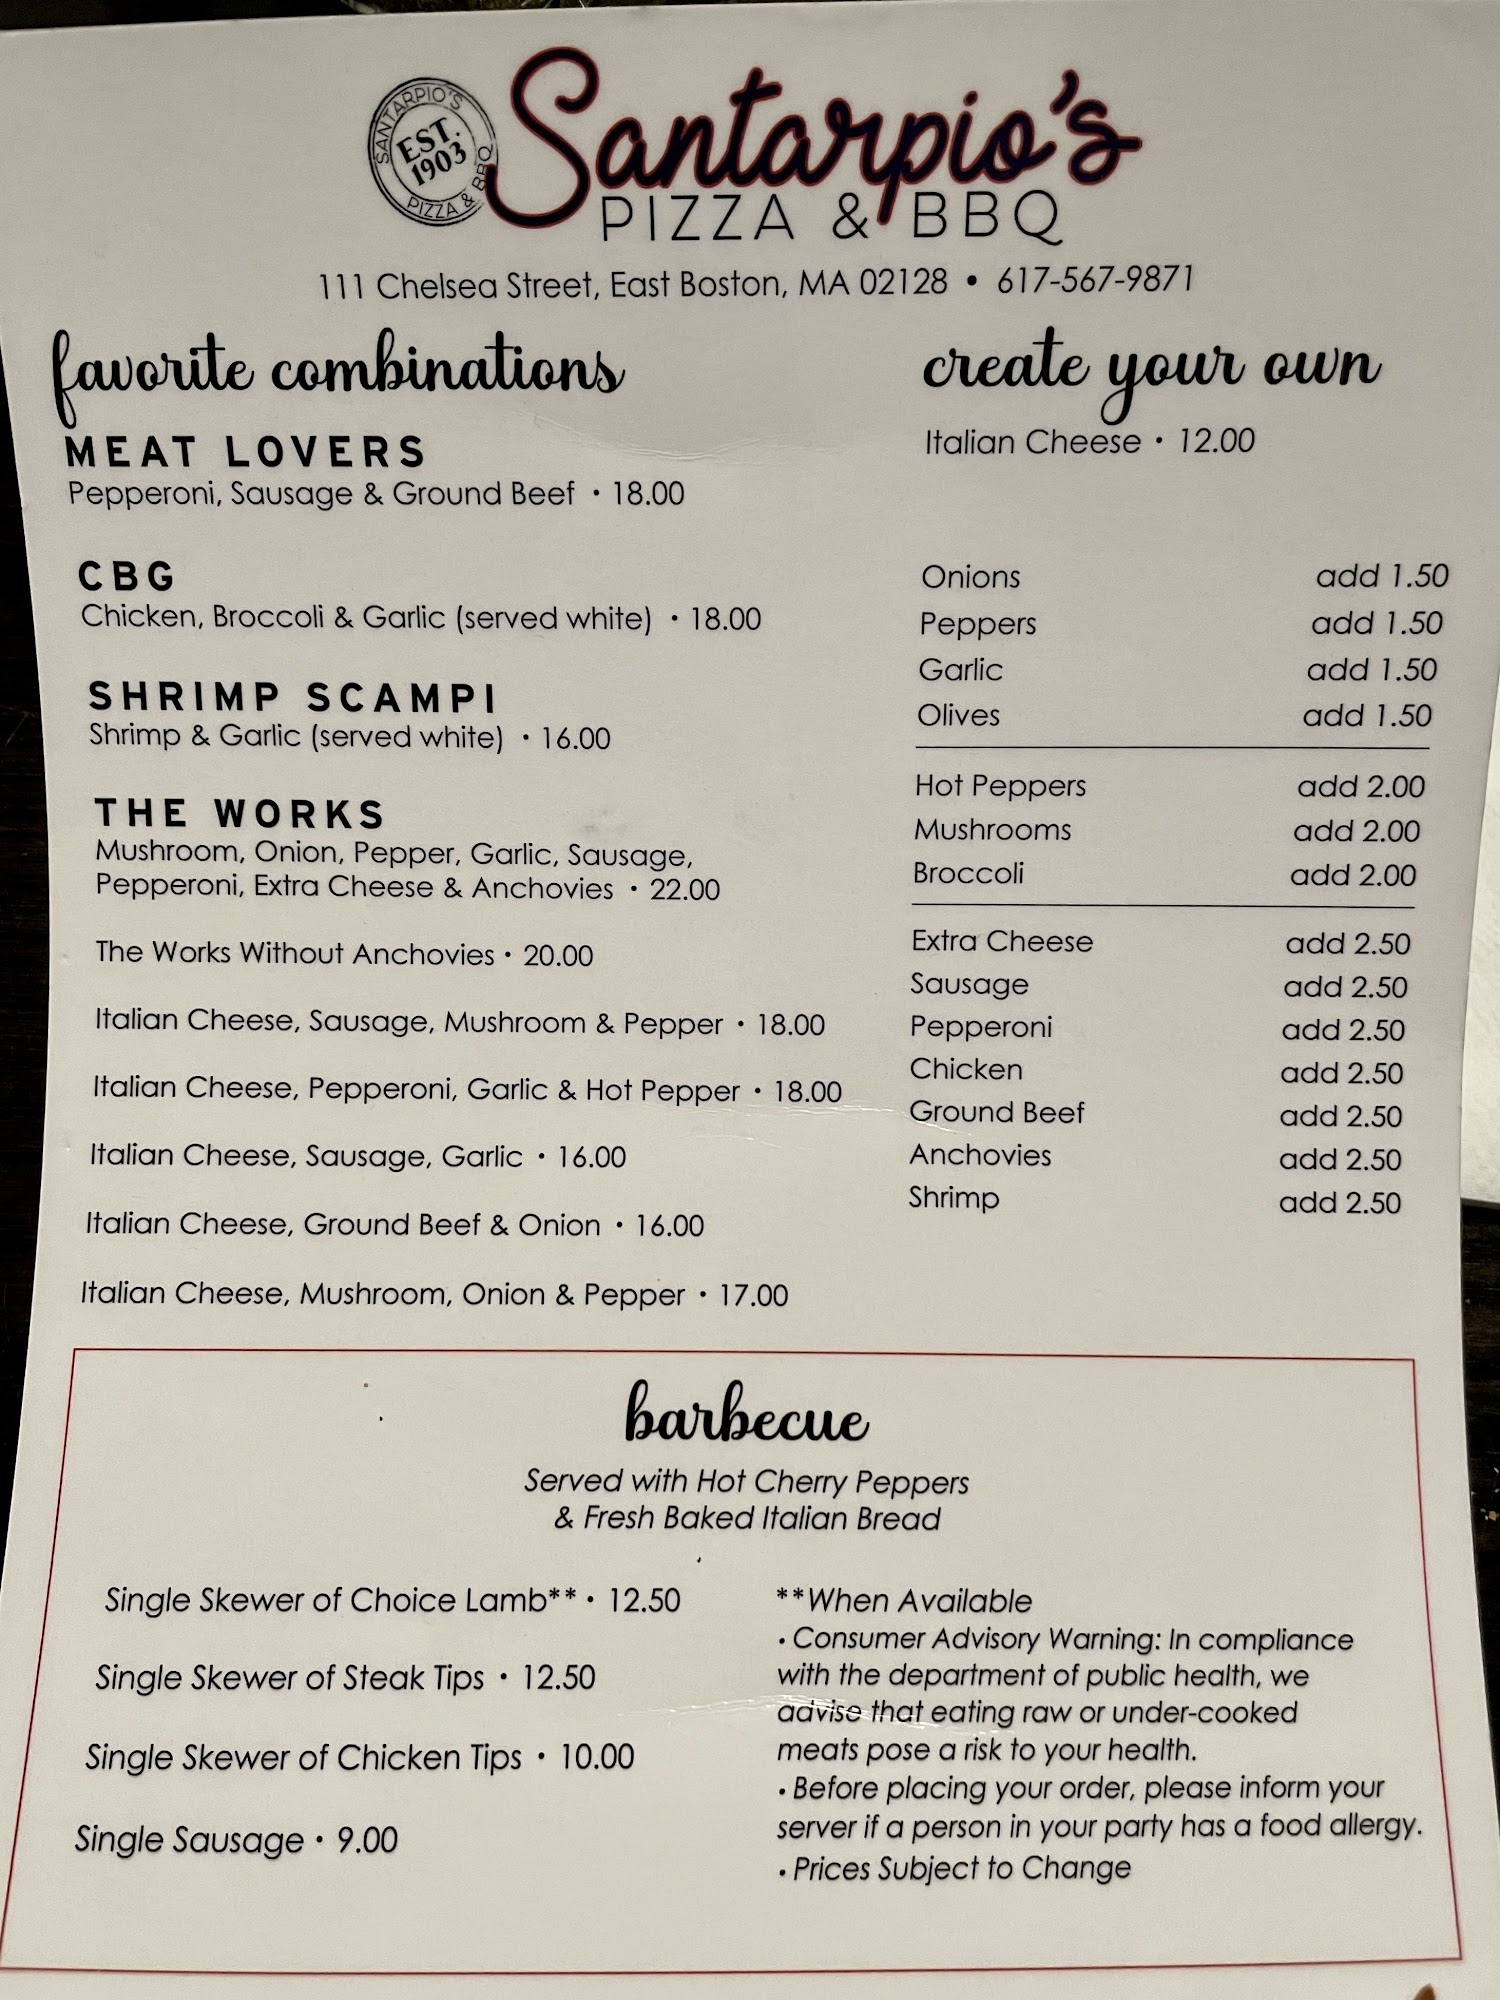 SANTARPIO'S
EST.
1903
PIZZA & BBQ
Santarpio's
PIZZA & BBQ
111 Chelsea Street, East Boston, MA 02128 • 617-567-9871
favorite combinations
MEAT LOVERS
Pepperoni, Sausage & Ground Beef • 18.00
CBG
Chicken, Broccoli & Garlic (served white) • 18.00
SHRIMP SCAMPI
Shrimp & Garlic (served white) • 16.00
THE WORKS
Mushroom, Onion, Pepper, Garlic, Sausage,
Pepperoni, Extra Cheese & Anchovies • 22.00
The Works Without Anchovies • 20.00
Italian Cheese, Sausage, Mushroom & Pepper • 18.00
Italian Cheese, Pepperoni, Garlic & Hot Pepper • 18.00
Italian Cheese, Sausage, Garlic • 16.00
Italian Cheese, Ground Beef & Onion • 16.00
Italian Cheese, Mushroom, Onion & Pepper • 17.00
create your own
Italian Cheese • 12.00
Onions add 1.50
Peppers add 1.50
Garlic add 1.50
Olives add 1.50
Hot Peppers add 2.00
Mushrooms add 2.00
Broccoli add 2.00
Extra Cheese add 2.50
Sausage add 2.50
Pepperoni add 2.50
Chicken add 2.50
Ground Beef add 2.50
Anchovies add 2.50
Shrimp add 2.50
barbecue
Served with Hot Cherry Peppers
& Fresh Baked Italian Bread
Single Skewer of Choice Lamb** • 12.50
Single Skewer of Steak Tips • 12.50
Single Skewer of Chicken Tips • 10.00
Single Sausage • 9.00
**When Available
• Consumer Advisory Warning: In compliance
with the department of public health, we
advise that eating raw or under-cooked
meats pose a risk to your health.
• Before placing your order, please inform your
server if a person in your party has a food allergy.
• Prices Subject to Change